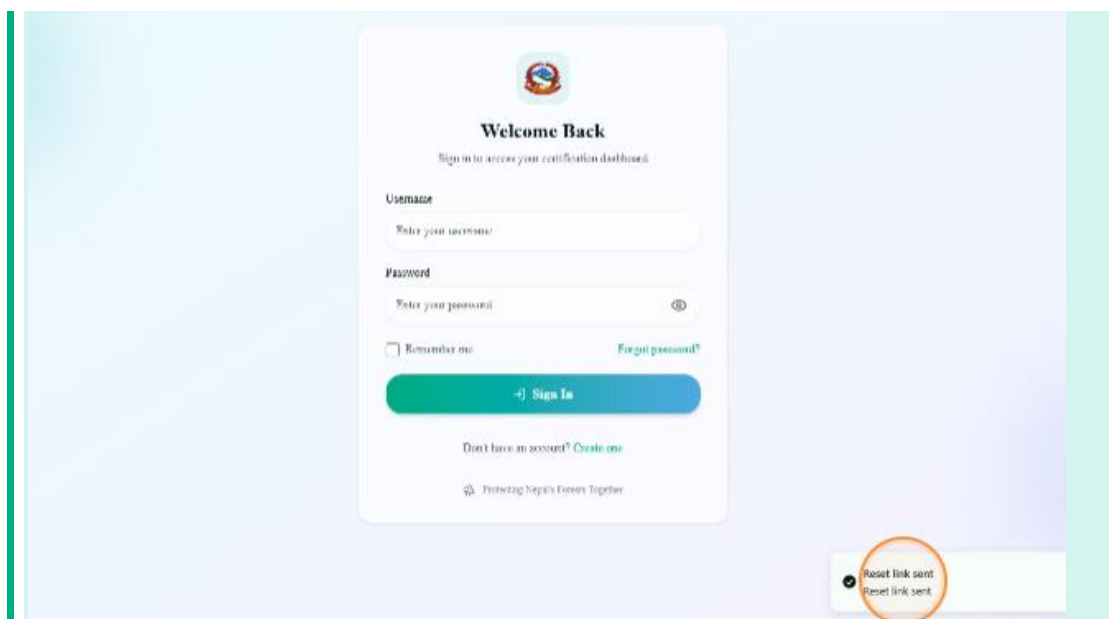 Welcome Back
Sign in to access your certification dashboard.
Username
Enter your username
Password
Enter your password
Remember me
Forgot password?
Sign In
Don't have an account? Create one
Protecting Nepal's Forests Together
Reset link sent
Reset link sent